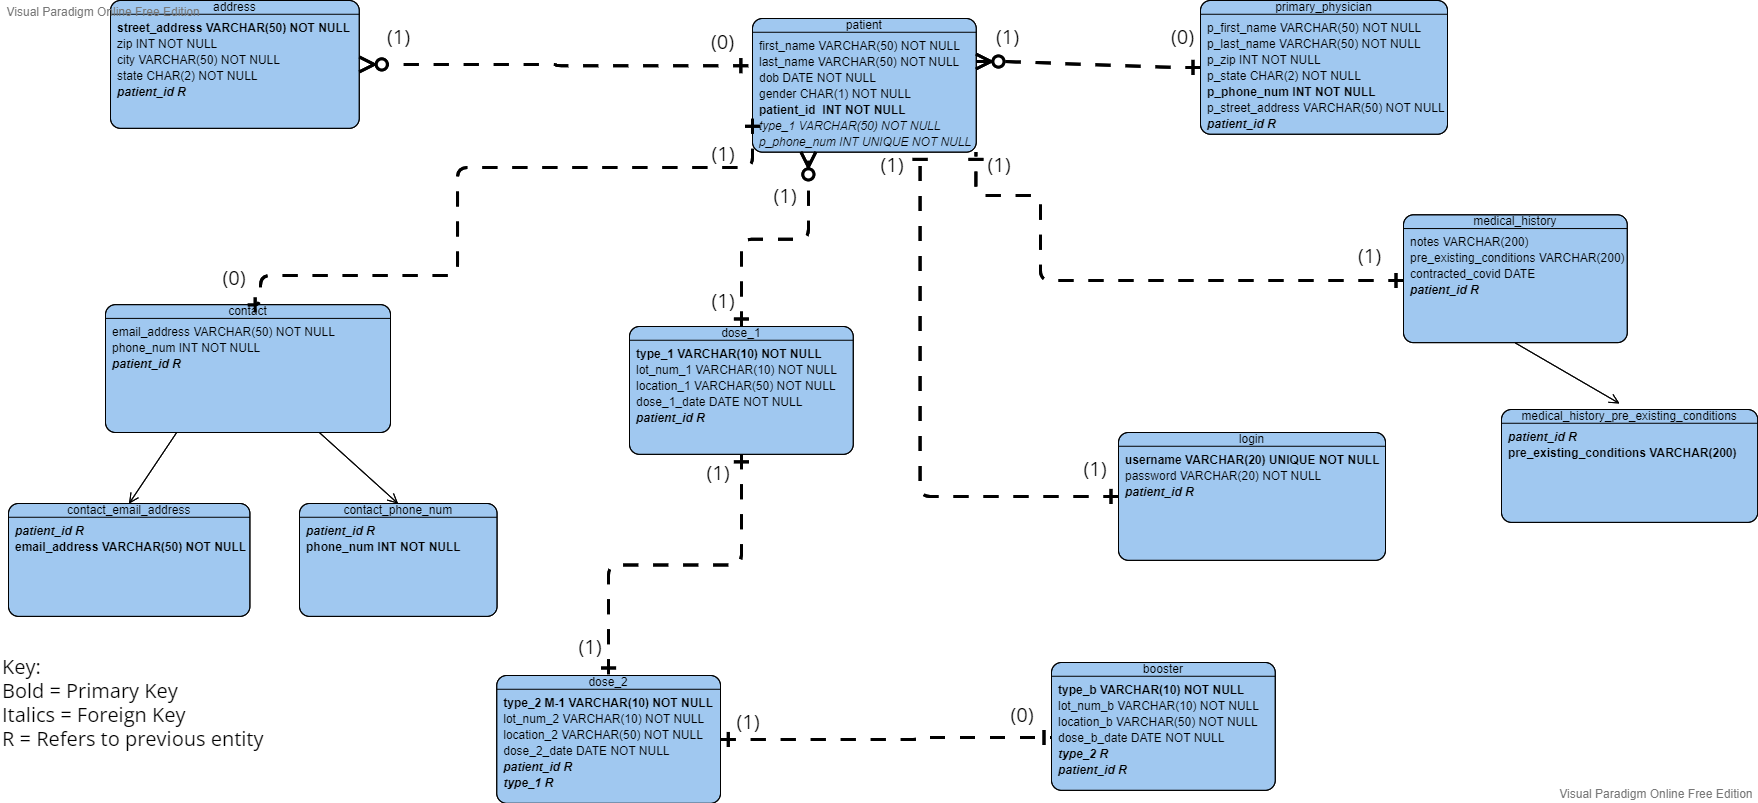 Visual Paradigm Online Free Edition
address
street_address VARCHAR(50) NOT NULL
zip INT NOT NULL
city VARCHAR(50) NOT NULL
state CHAR(2) NOT NULL
patient_id R
(1)
(0)
patient
first_name VARCHAR(50) NOT NULL
last_name VARCHAR(50) NOT NULL
dob DATE NOT NULL
gender CHAR(1) NOT NULL
patient_id INT NOT NULL
type_1 VARCHAR(50) NOT NULL
p_phone_num INT UNIQUE NOT NULL
(1)
(0)
primary_physician
p_first_name VARCHAR(50) NOT NULL
p_last_name VARCHAR(50) NOT NULL
p_zip INT NOT NULL
p_state CHAR(2) NOT NULL
p_phone_num INT NOT NULL
p_street_address VARCHAR(50) NOT NULL
patient_id R
(1)
(1)
(1)
(1)
(0)
contact
email_address VARCHAR(50) NOT NULL
phone_num INT NOT NULL
patient_id R
(1)
dose_1
type_1 VARCHAR(10) NOT NULL
lot_num_1 VARCHAR(10) NOT NULL
location_1 VARCHAR(50) NOT NULL
dose_1_date DATE NOT NULL
patient_id R
(1)
(1)
medical_history
notes VARCHAR(200)
pre_existing_conditions VARCHAR(200)
contracted_covid DATE
patient_id R
medical_history_pre_existing_conditions
patient_id R
pre_existing_conditions VARCHAR(200)
(1)
login
username VARCHAR(20) UNIQUE NOT NULL
password VARCHAR(20) NOT NULL
patient_id R
contact_email_address
patient_id R
email_address VARCHAR(50) NOT NULL
contact_phone_num
patient_id R
phone_num INT NOT NULL
(1)
dose_2
type_2 M-1 VARCHAR(10) NOT NULL
lot_num_2 VARCHAR(10) NOT NULL
location_2 VARCHAR(50) NOT NULL
dose_2_date DATE NOT NULL
patient_id R
type_1 R
(1)
(0)
booster
type_b VARCHAR(10) NOT NULL
lot_num_b VARCHAR(10) NOT NULL
location_b VARCHAR(50) NOT NULL
dose_b_date DATE NOT NULL
type_2 R
patient_id R
Key:
Bold = Primary Key
Italics = Foreign Key
R = Refers to previous entity
Visual Paradigm Online Free Edition